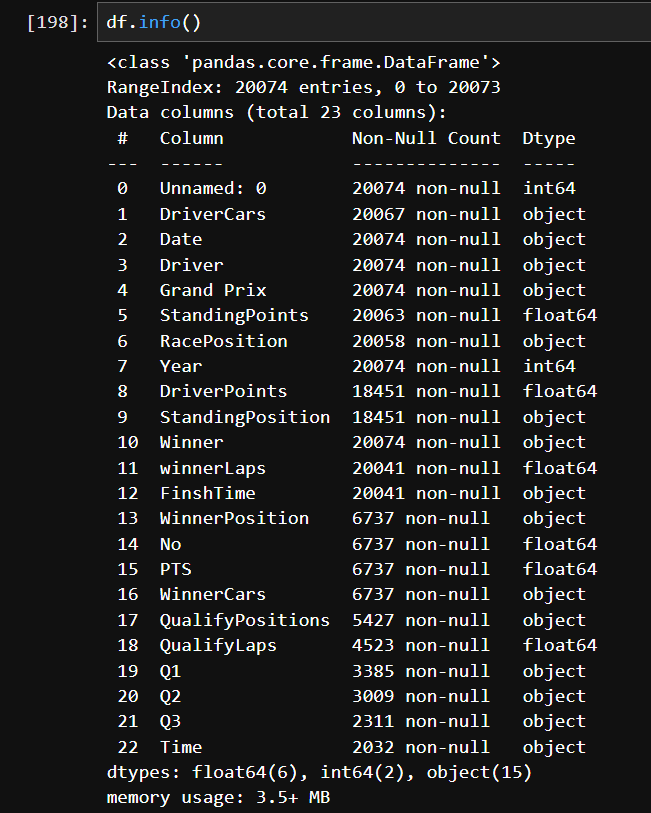 [198]: df.info()
<class 'pandas.core.frame.DataFrame'>
RangeIndex: 20074 entries, 0 to 20073
Data columns (total 23 columns):
 #   Column            Non-Null Count  Dtype
---  ------            --------------  -----
 0   Unnamed: 0        20074 non-null  int64
 1   DriverCars        20067 non-null  object
 2   Date              20074 non-null  object
 3   Driver            20074 non-null  object
 4   Grand Prix        20074 non-null  object
 5   StandingPoints    20063 non-null  float64
 6   RacePosition      20058 non-null  object
 7   Year              20074 non-null  int64
 8   DriverPoints      18451 non-null  float64
 9   StandingPosition  18451 non-null  object
 10  Winner            20074 non-null  object
 11  winnerLaps        20041 non-null  float64
 12  FinshTime         20041 non-null  object
 13  WinnerPosition    6737 non-null   object
 14  No                6737 non-null   float64
 15  PTS               6737 non-null   float64
 16  WinnerCars        6737 non-null   object
 17  QualifyPositions  5427 non-null   object
 18  QualifyLaps       4523 non-null   float64
 19  Q1                3385 non-null   object
 20  Q2                3009 non-null   object
 21  Q3                2311 non-null   object
 22  Time              2032 non-null   object
dtypes: float64(6), int64(2), object(15)
memory usage: 3.5+ MB